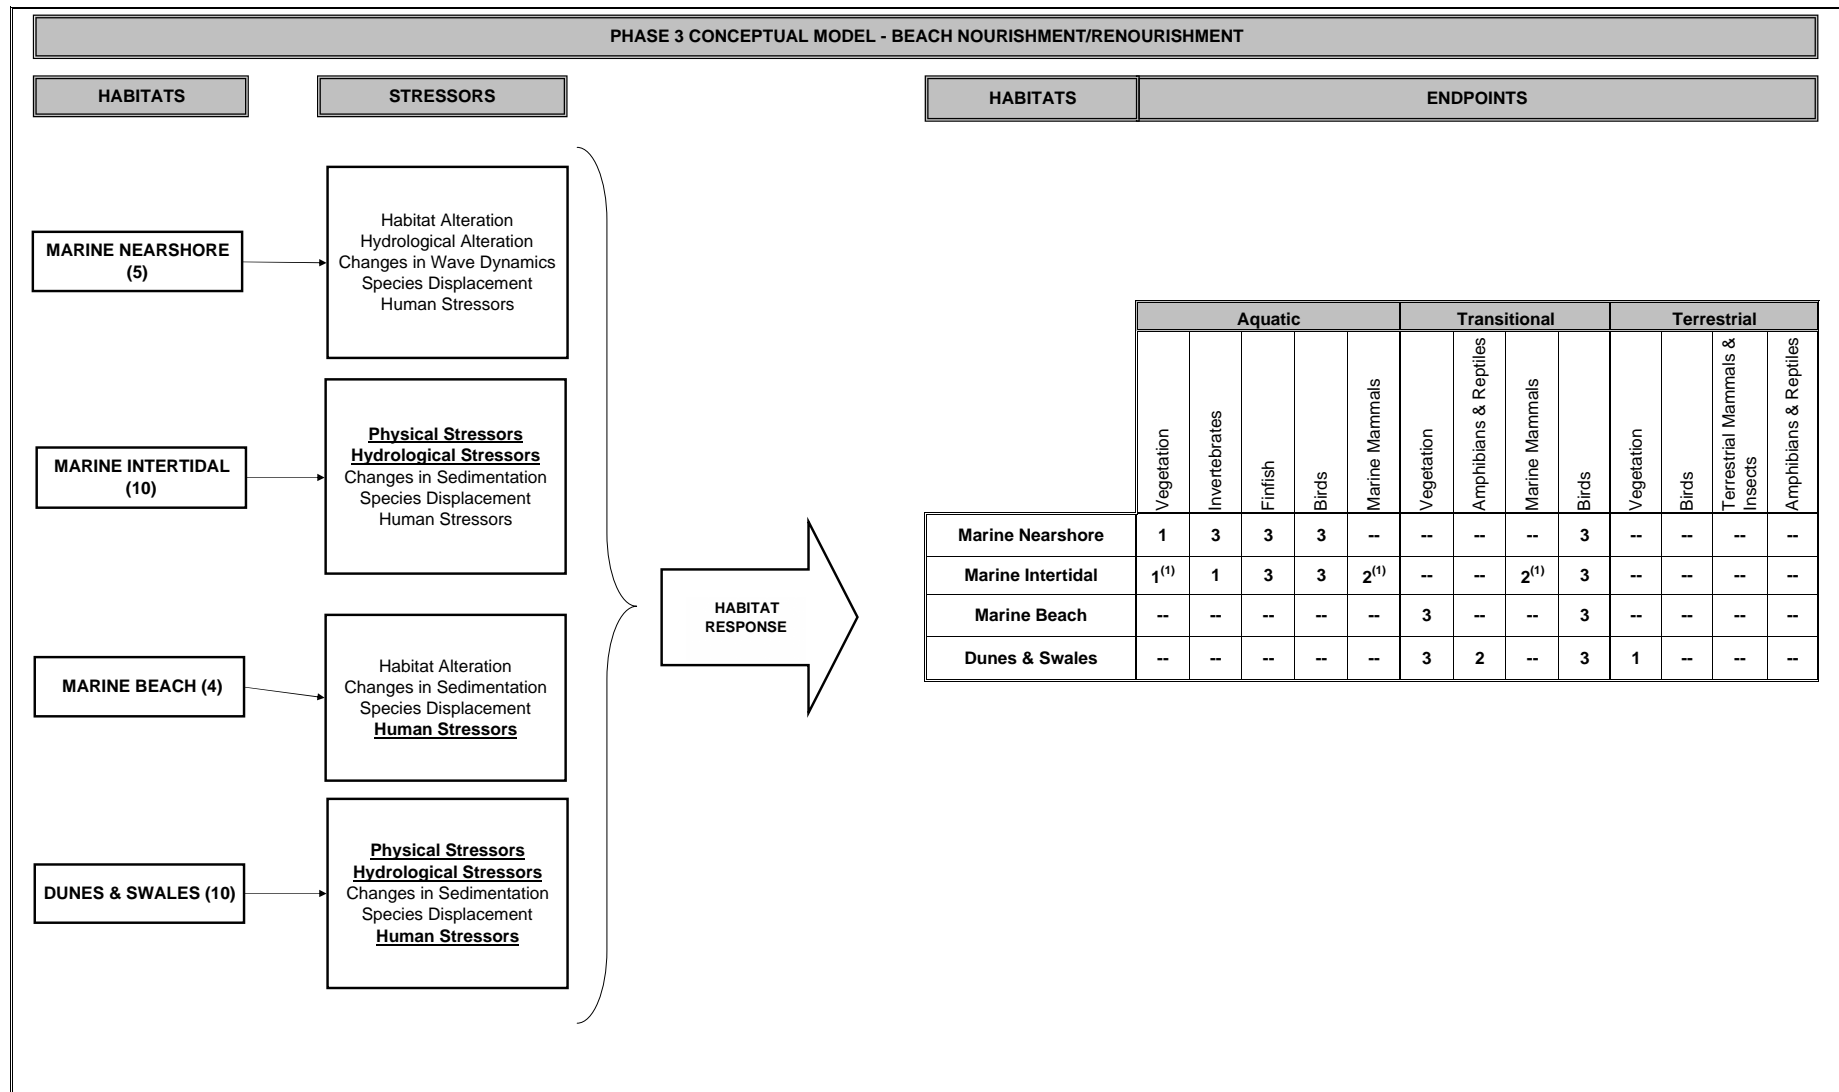 PHASE 3 CONCEPTUAL MODEL - BEACH NOURISHMENT/RENOURISHMENT
HABITATS
STRESSORS
MARINE NEARSHORE
(5)
Habitat Alteration
Hydrological Alteration
Changes in Wave Dynamics
Species Displacement
Human Stressors
MARINE INTERTIDAL
(10)
Physical Stressors
Hydrological Stressors
Changes in Sedimentation
Species Displacement
Human Stressors
MARINE BEACH (4)
Habitat Alteration
Changes in Sedimentation
Species Displacement
Human Stressors
DUNES & SWALES (10)
Physical Stressors
Hydrological Stressors
Changes in Sedimentation
Species Displacement
Human Stressors
HABITAT
RESPONSE
HABITATS
ENDPOINTS
Aquatic Transitional Terrestrial
Vegetation
Invertebrates
Finfish
Birds
Marine Mammals
Vegetation
Amphibians & Reptiles
Marine Mammals
Birds
Vegetation
Birds
Terrestrial Mammals &
Insects
Amphibians & Reptiles
Marine Nearshore 1 3 3 3 -- -- -- -- 3 -- -- -- --
Marine Intertidal 1(1) 1 3 3 2(1) -- -- 2(1) 3 -- -- -- --
Marine Beach -- -- -- -- -- 3 -- -- 3 -- -- -- --
Dunes & Swales -- -- -- -- -- 3 2 -- 3 1 -- -- --